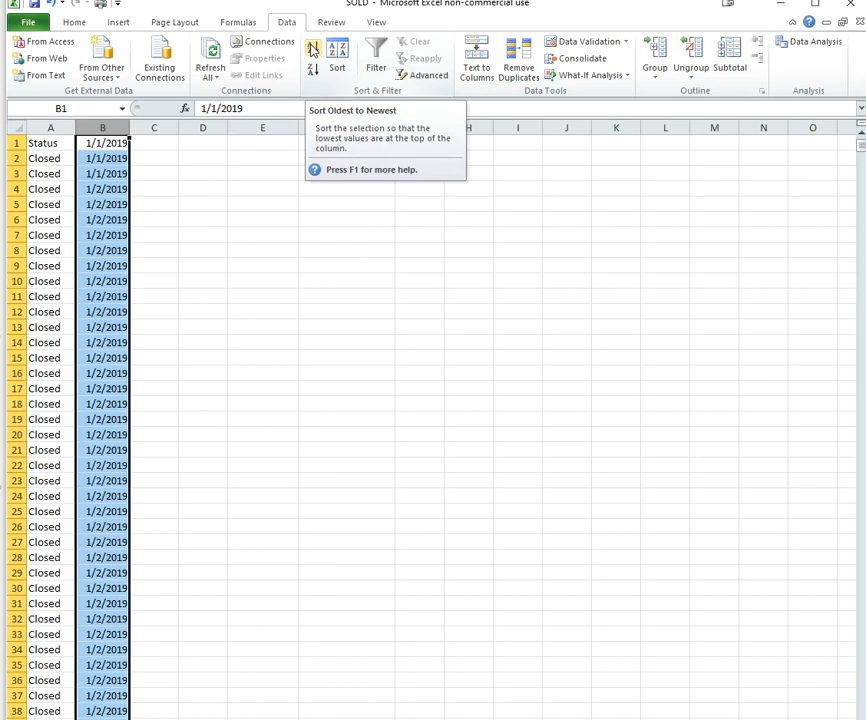 SOLD - Microsoft Excel non-commercial use
File Home Insert Page Layout Formulas Data Review View
From Access
From Web
From Text
From Other Sources
Existing Connections
Get External Data
Refresh All
Connections
Properties
Edit Links
Connections
Sort
Filter
Clear
Reapply
Advanced
Sort & Filter
Text to Columns
Remove Duplicates
Data Validation
Consolidate
What-If Analysis
Data Tools
Group
Ungroup
Subtotal
Outline
Data Analysis
Analysis
B1 fx 1/1/2019
Sort Oldest to Newest
Sort the selection so that the
lowest values are at the top of the
column.
Press F1 for more help.
A B C D E H I J K L M N O
1 Status 1/1/2019
2 Closed 1/1/2019
3 Closed 1/1/2019
4 Closed 1/2/2019
5 Closed 1/2/2019
6 Closed 1/2/2019
7 Closed 1/2/2019
8 Closed 1/2/2019
9 Closed 1/2/2019
10 Closed 1/2/2019
11 Closed 1/2/2019
12 Closed 1/2/2019
13 Closed 1/2/2019
14 Closed 1/2/2019
15 Closed 1/2/2019
16 Closed 1/2/2019
17 Closed 1/2/2019
18 Closed 1/2/2019
19 Closed 1/2/2019
20 Closed 1/2/2019
21 Closed 1/2/2019
22 Closed 1/2/2019
23 Closed 1/2/2019
24 Closed 1/2/2019
25 Closed 1/2/2019
26 Closed 1/2/2019
27 Closed 1/2/2019
28 Closed 1/2/2019
29 Closed 1/2/2019
30 Closed 1/2/2019
31 Closed 1/2/2019
32 Closed 1/2/2019
33 Closed 1/2/2019
34 Closed 1/2/2019
35 Closed 1/2/2019
36 Closed 1/2/2019
37 Closed 1/2/2019
38 Closed 1/2/2019